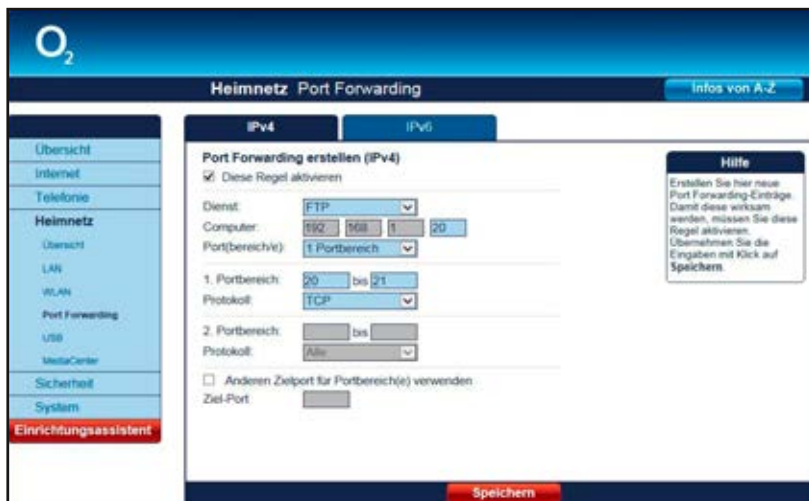 O2
Heimnetz Port Forwarding
Infos von A-Z
Übersicht
Internet
Telefonie
Heimnetz
Übersicht
LAN
WLAN
Port Forwarding
USB
MediaCenter
Sicherheit
System
Einrichtungsassistent
IPv4
IPv6
Port Forwarding erstellen (IPv4)
Diese Regel aktivieren
Dienst: FTP
Computer: 192 168 1 20
Port(bereich/e): 1 Portbereich
1. Portbereich: 20 bis 21
Protokoll: TCP
2. Portbereich: bis
Protokoll: Alle
Anderen Zielport für Portbereich(e) verwenden
Ziel-Port
Speichern
Hilfe
Erstellen Sie hier neue
Port Forwarding-Einträge.
Damit diese wirksam
werden, müssen Sie diese
Regel aktivieren.
Übernehmen Sie die
Eingaben mit Klick auf
Speichern.